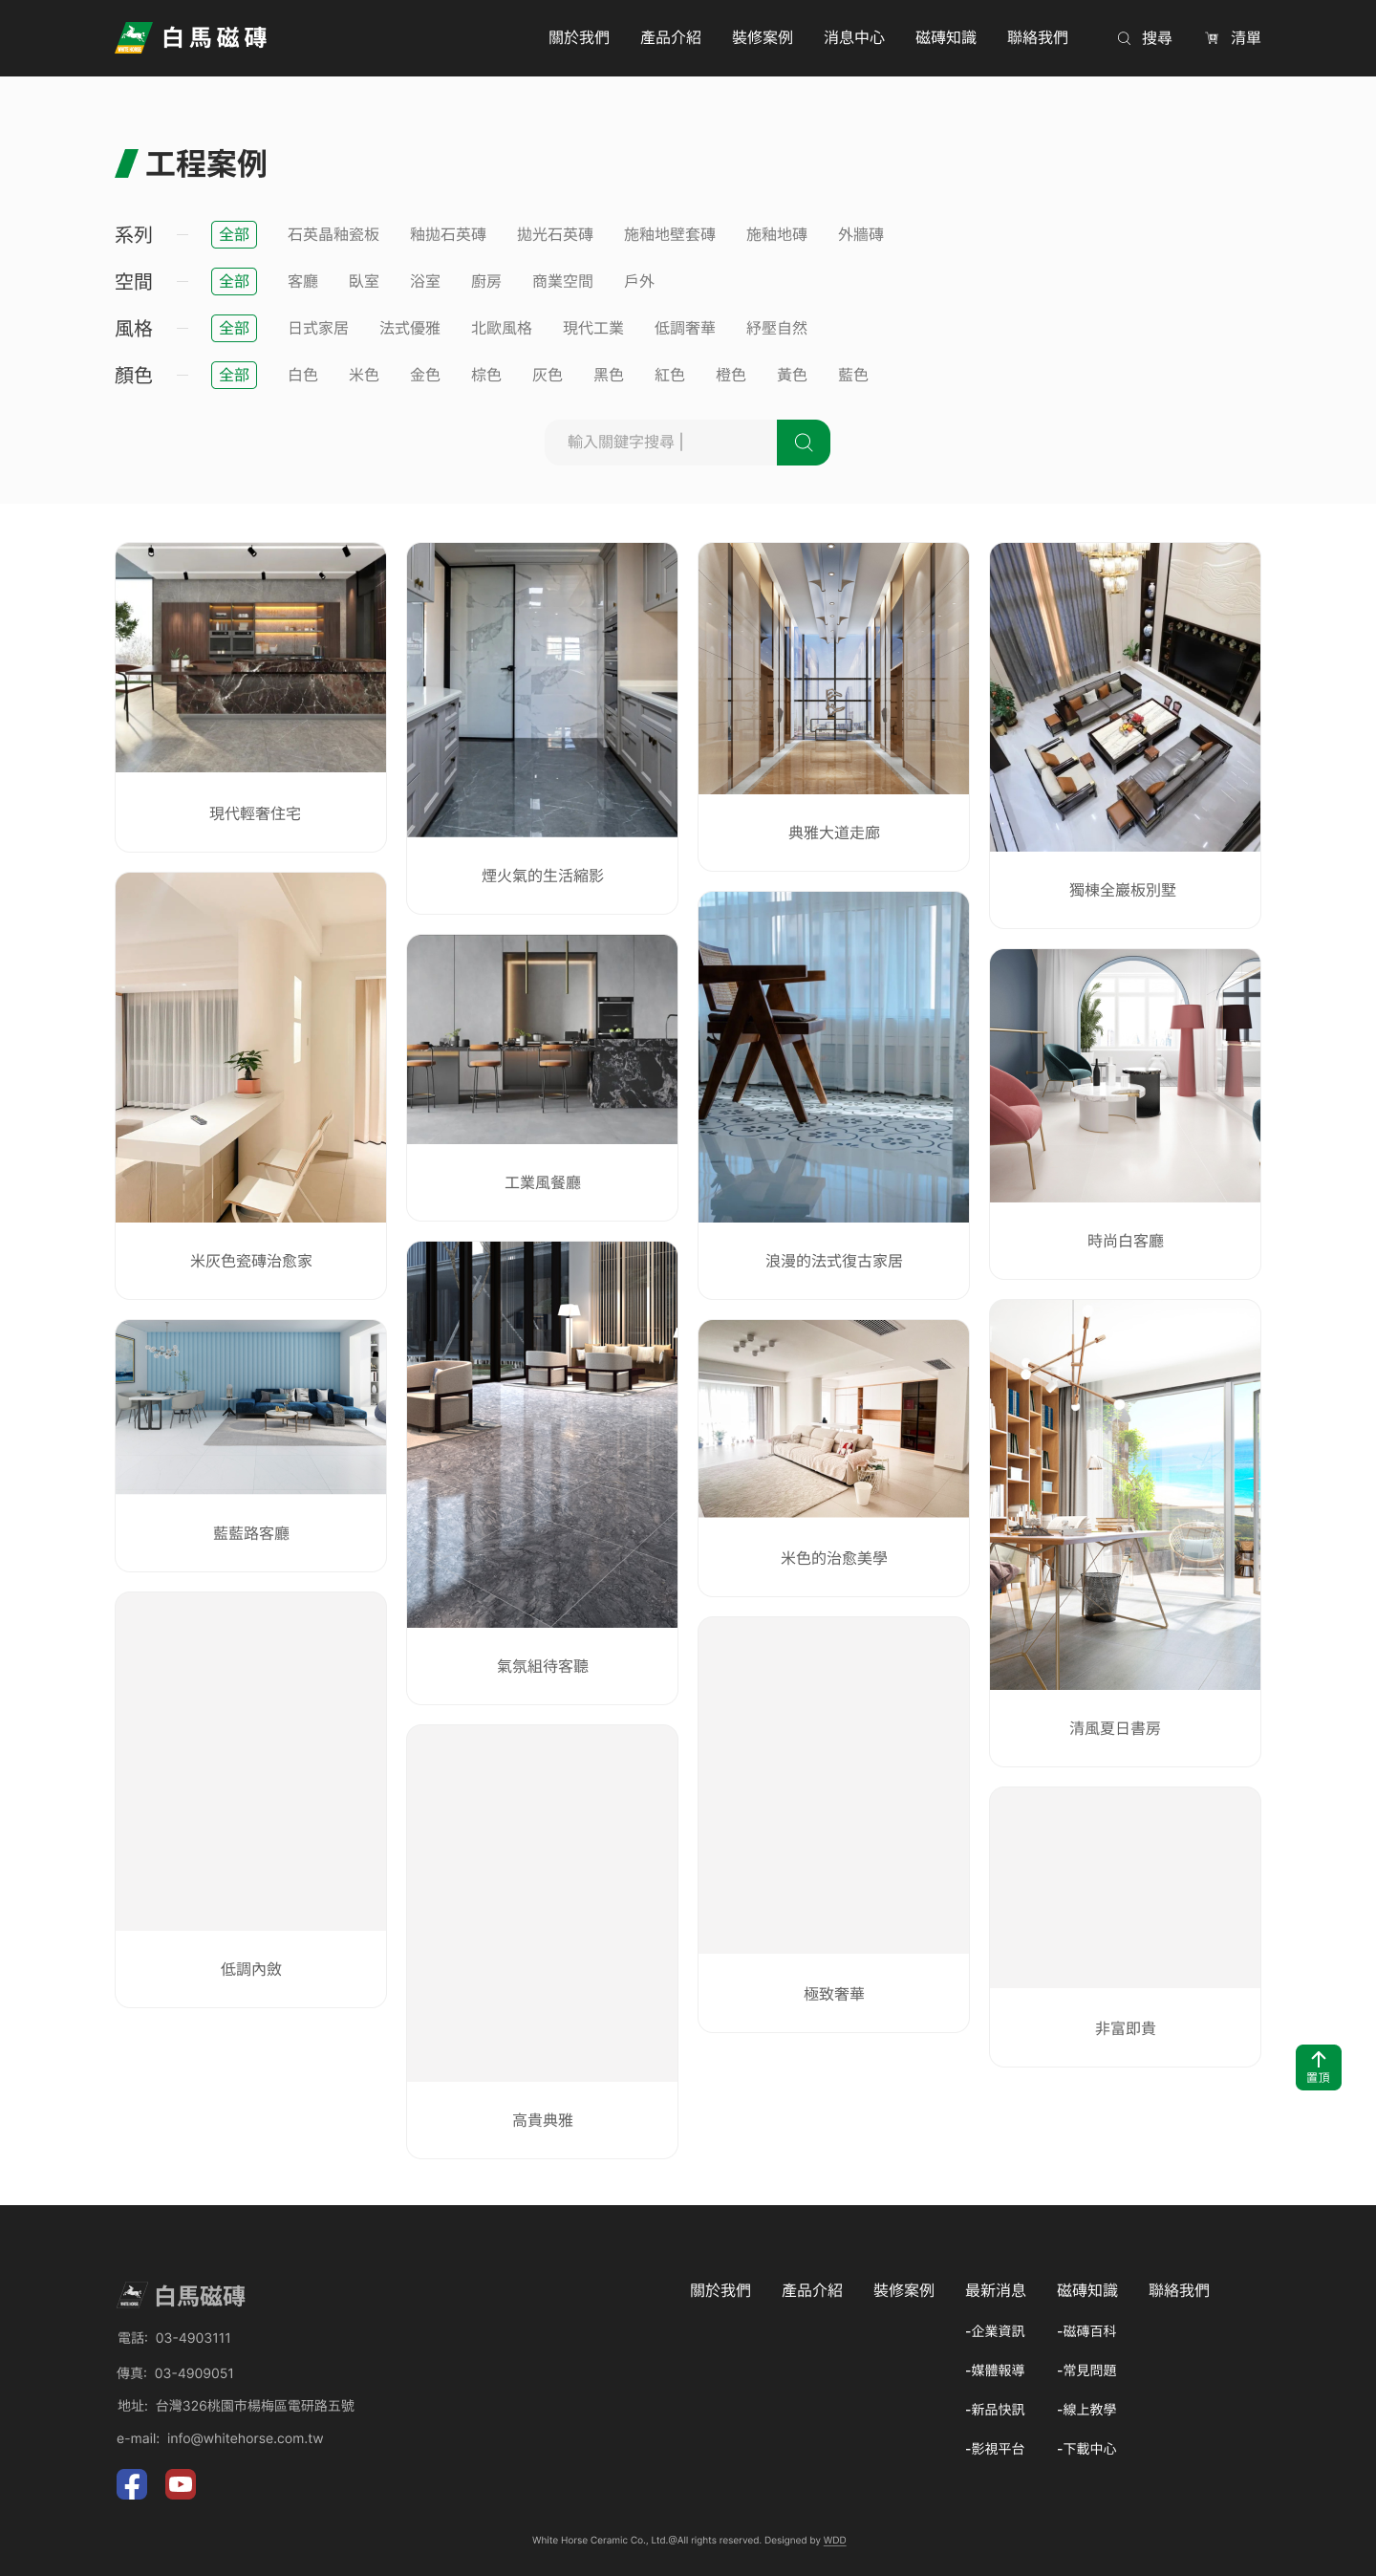 WHITE HORSE 白馬磁磚 關於我們 產品介紹 裝修案例 消息中心 磁磚知識 聯絡我們 搜尋 清單
工程案例
系列 全部 石英晶釉瓷板 釉拋石英磚 拋光石英磚 施釉地壁套磚 施釉地磚 外牆磚
空間 全部 客廳 臥室 浴室 廚房 商業空間 戶外
風格 全部 日式家居 法式優雅 北歐風格 現代工業 低調奢華 紓壓自然
顏色 全部 白色 米色 金色 棕色 灰色 黑色 紅色 橙色 黃色 藍色
輸入關鍵字搜尋
現代輕奢住宅
典雅大道走廊
煙火氣的生活縮影
獨棟全巖板別墅
工業風餐廳
時尚白客廳
米灰色瓷磚治愈家
浪漫的法式復古家居
藍藍路客廳
米色的治愈美學
氣氛組待客聽
清風夏日書房
低調內斂
極致奢華
非富即貴
置頂
高貴典雅
WHITE HORSE 白馬磁磚
關於我們 產品介紹 裝修案例 最新消息 磁磚知識 聯絡我們
-企業資訊 -磁磚百科
-媒體報導 -常見問題
-新品快訊 -線上教學
-影視平台 -下載中心
電話: 03-4903111
傳真: 03-4909051
地址: 台灣326桃園市楊梅區電研路五號
e-mail: info@whitehorse.com.tw
White Horse Ceramic Co., Ltd.@All rights reserved. Designed by WDD